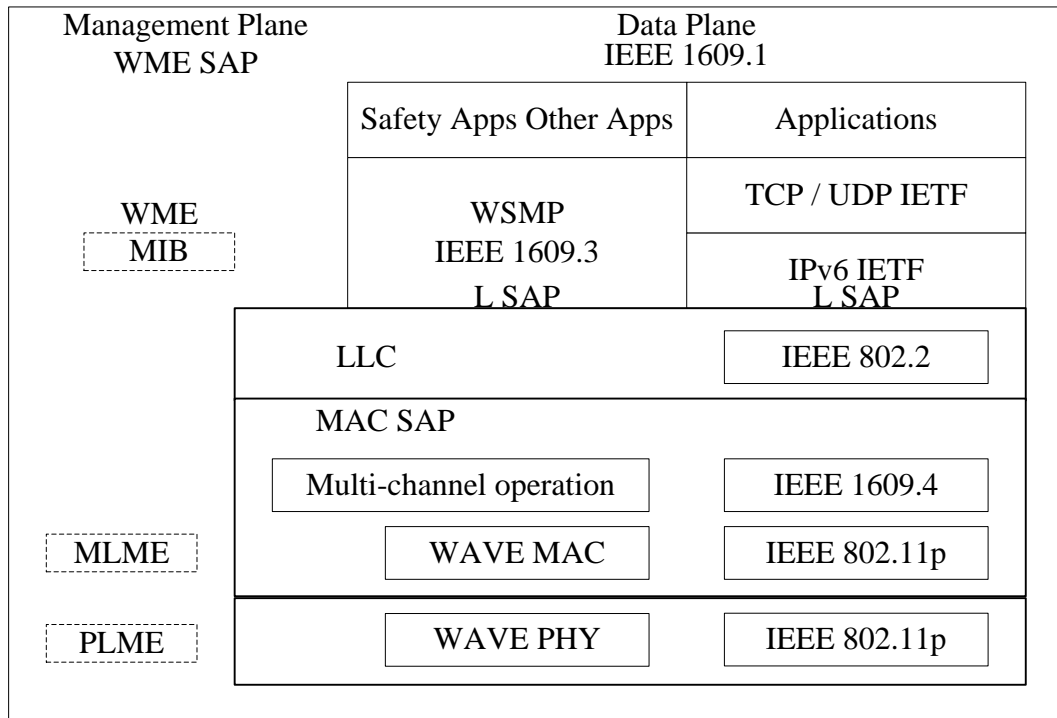 Management Plane
WME SAP
Data Plane
IEEE 1609.1
Safety Apps Other Apps
Applications
WME
MIB
WSMP
IEEE 1609.3
L SAP
TCP / UDP IETF
IPv6 IETF
L SAP
LLC
IEEE 802.2
MAC SAP
Multi-channel operation
IEEE 1609.4
MLME
WAVE MAC
IEEE 802.11p
PLME
WAVE PHY
IEEE 802.11p